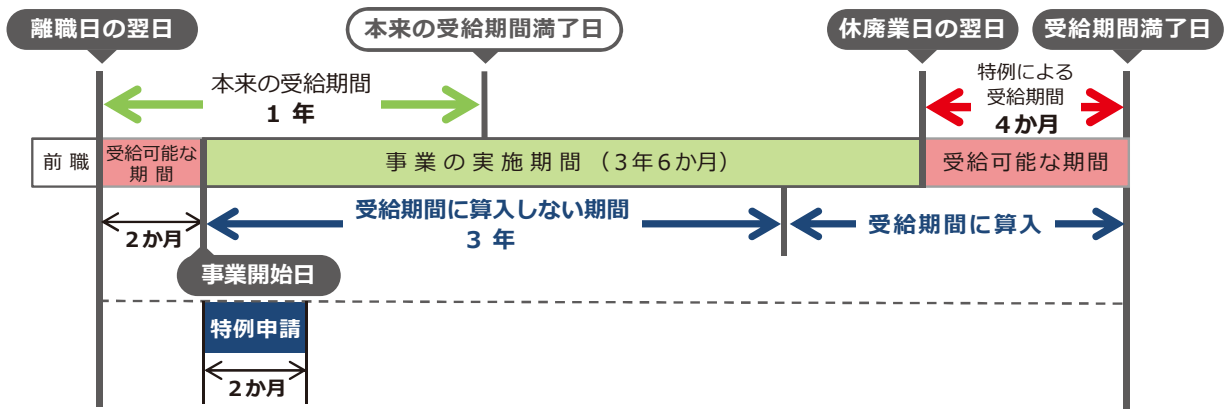 離職日の翌日
本来の受給期間満了日
休廃業日の翌日
受給期間満了日
本来の受給期間
1 年
特例による
受給期間
4か月
前職
受給可能な
期間
事業の実施期間（3年6か月）
受給可能な期間
2か月
受給期間に算入しない期間
3 年
受給期間に算入
事業開始日
特例申請
2か月